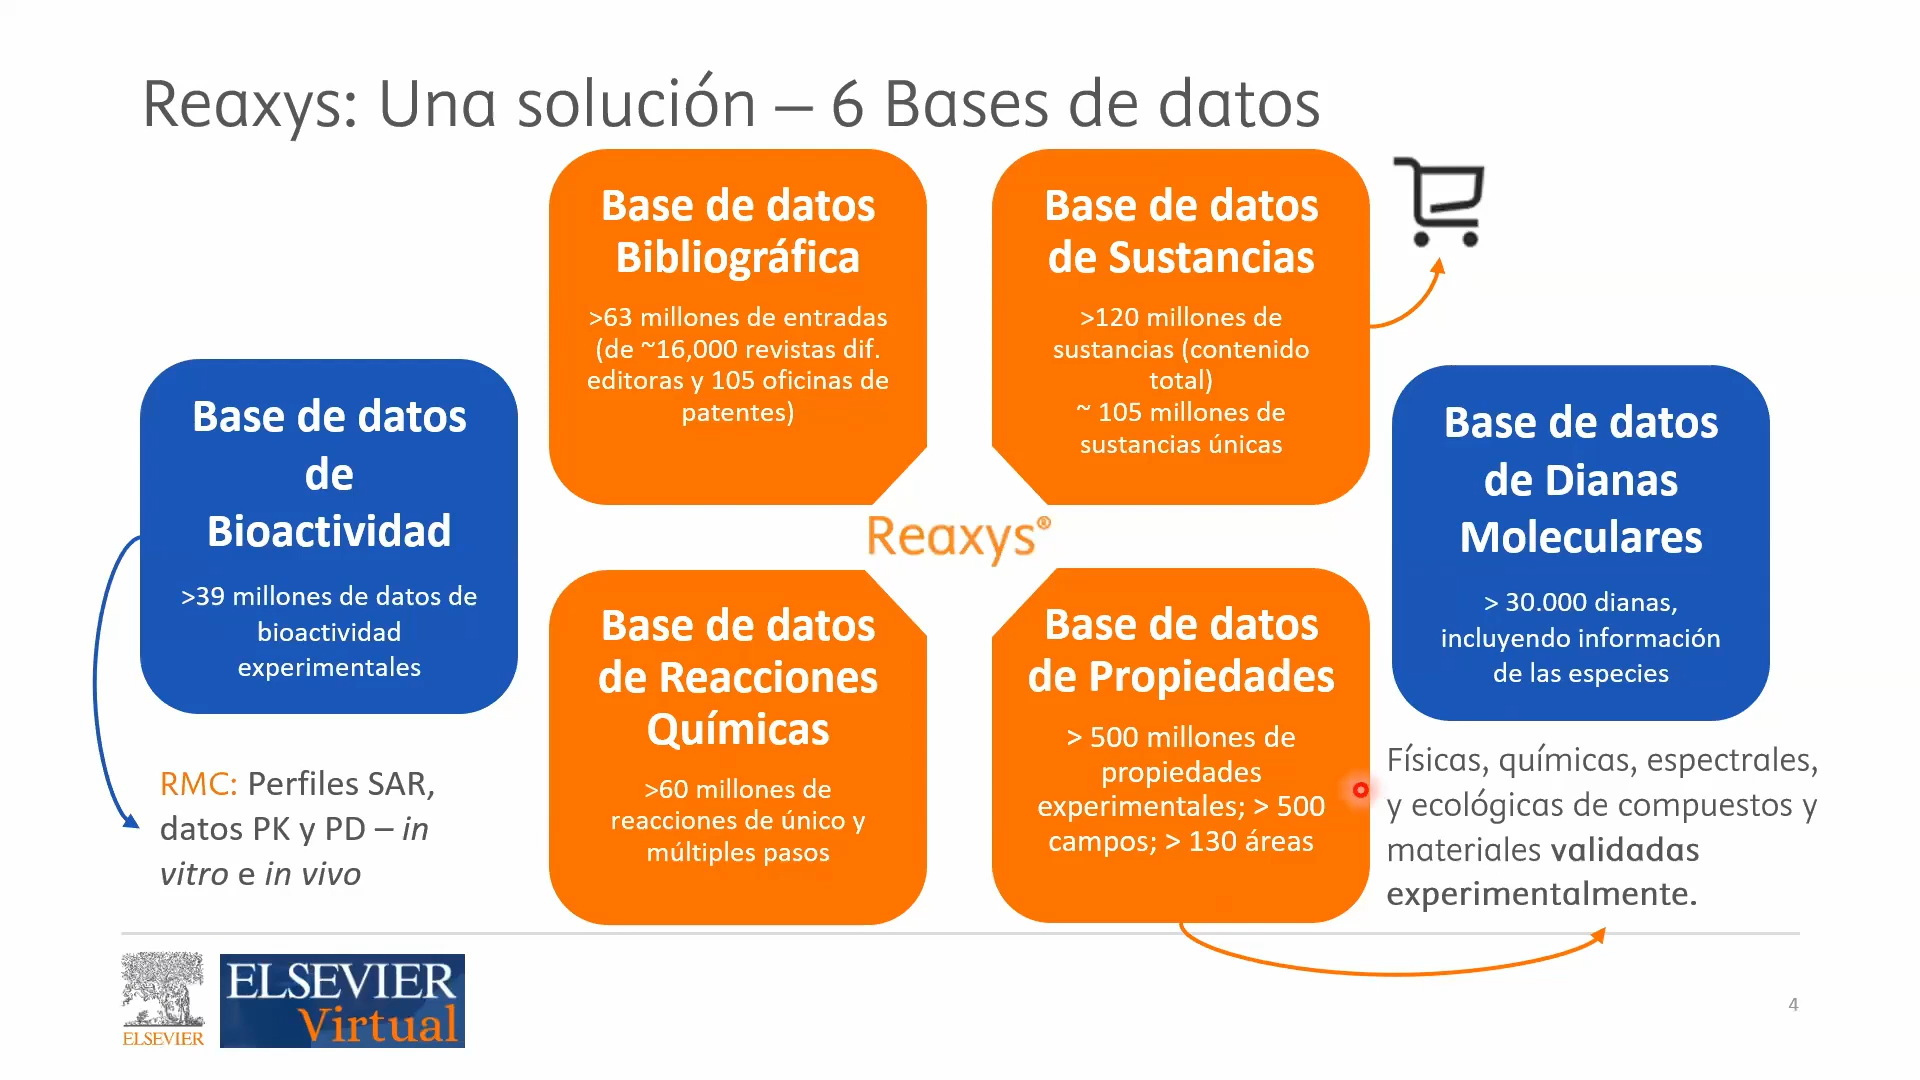 Reaxys: Una solución – 6 Bases de datos
Base de datos
Bibliográfica
>63 millones de entradas
(de ~16,000 revistas dif.
editoras y 105 oficinas de
patentes)
Base de datos
de Sustancias
>120 millones de
sustancias (contenido
total)
~ 105 millones de
sustancias únicas
Base de datos
de
Bioactividad
>39 millones de datos de
bioactividad
experimentales
Base de datos
de Dianas
Moleculares
> 30.000 dianas,
incluyendo información
de las especies
Reaxys®
Base de datos
de Reacciones
Químicas
>60 millones de
reacciones de único y
múltiples pasos
Base de datos
de Propiedades
> 500 millones de
propiedades
experimentales; > 500
campos; > 130 áreas
RMC: Perfiles SAR,
datos PK y PD – in
vitro e in vivo
Físicas, químicas, espectrales,
y ecológicas de compuestos y
materiales validadas
experimentalmente.
ELSEVIER
ELSEVIER
Virtual
4